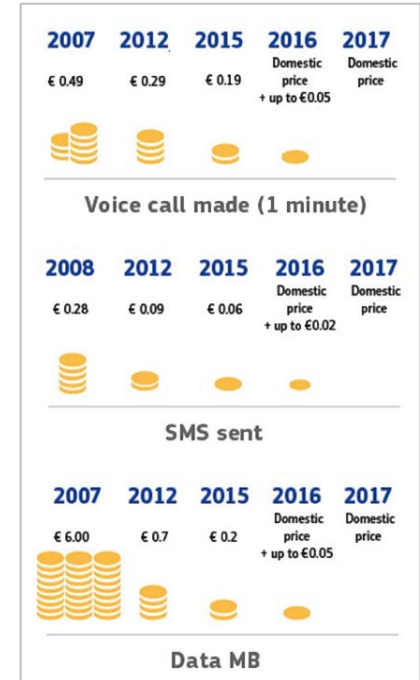 2007 2012 2015 2016 2017
€ 0.49 € 0.29 € 0.19 Domestic price + up to €0.05 Domestic price
Voice call made (1 minute)
2008 2012 2015 2016 2017
€ 0.28 € 0.09 € 0.06 Domestic price + up to €0.02 Domestic price
SMS sent
2007 2012 2015 2016 2017
€ 6.00 € 0.7 € 0.2 Domestic price + up to €0.05 Domestic price
Data MB